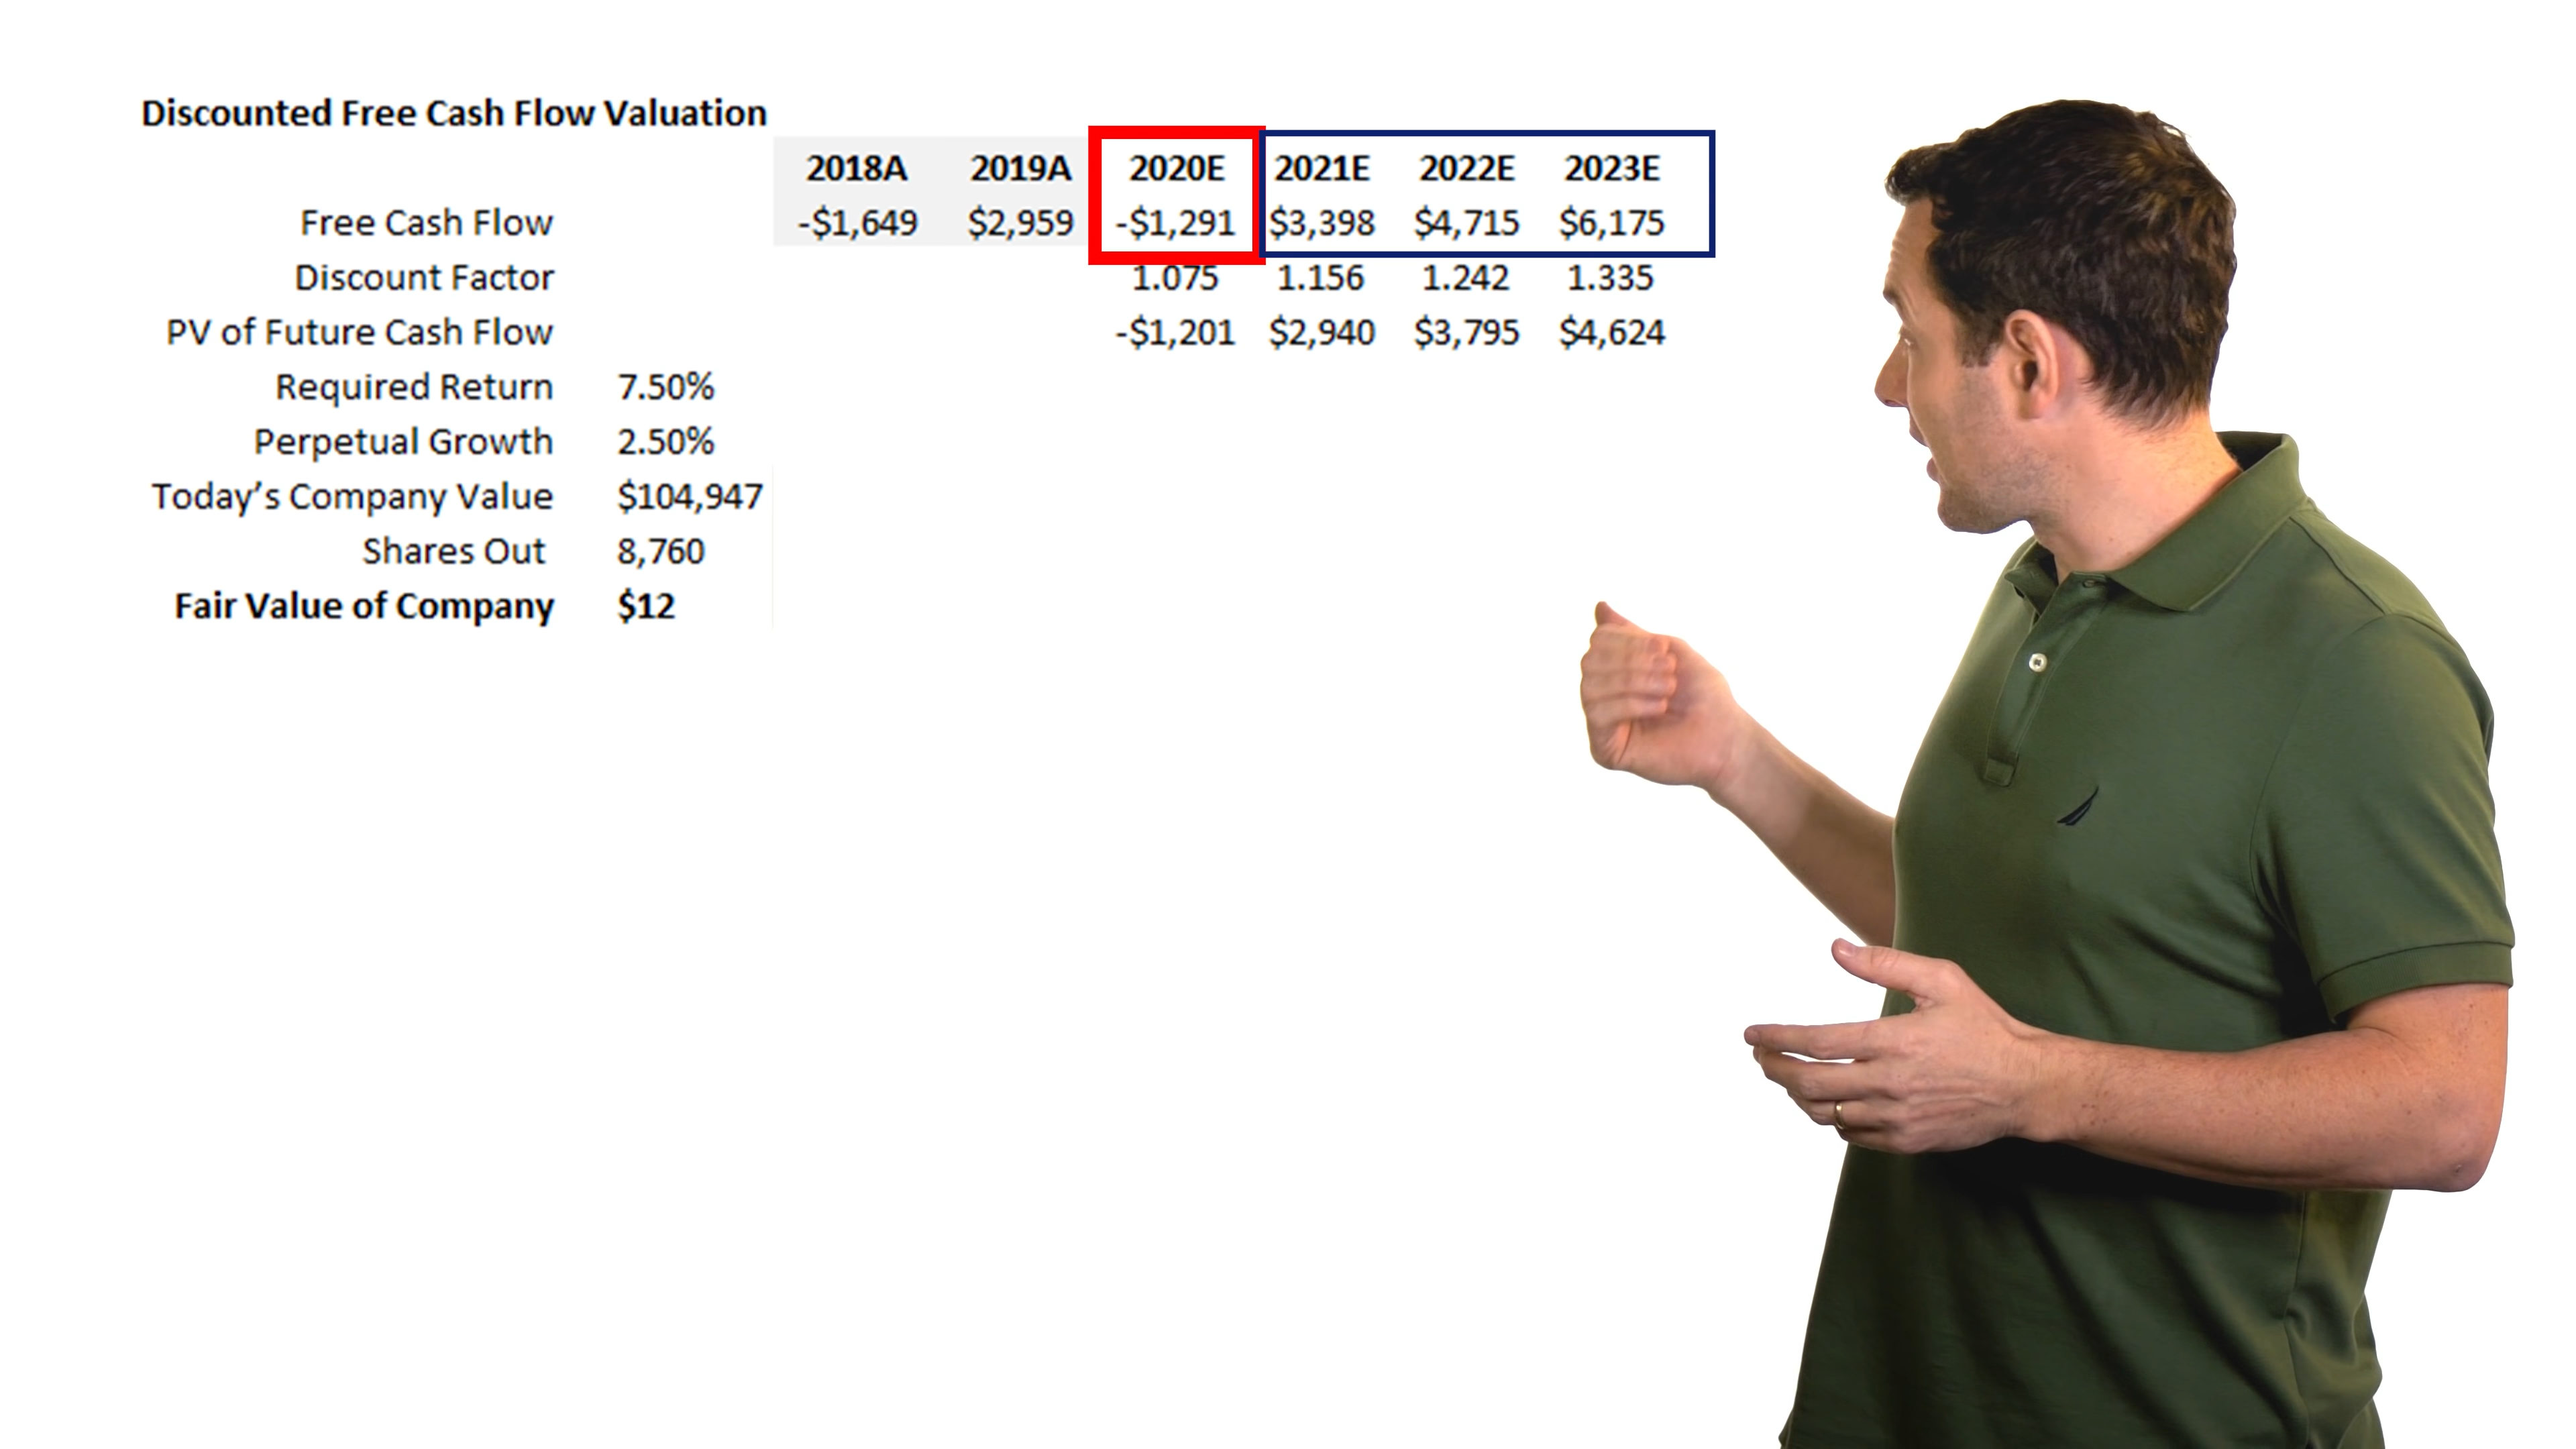 Discounted Free Cash Flow Valuation
2018A 2019A 2020E 2021E 2022E 2023E
Free Cash Flow -$1,649 $2,959 -$1,291 $3,398 $4,715 $6,175
Discount Factor 1.075 1.156 1.242 1.335
PV of Future Cash Flow -$1,201 $2,940 $3,795 $4,624
Required Return 7.50%
Perpetual Growth 2.50%
Today's Company Value $104,947
Shares Out 8,760
Fair Value of Company $12